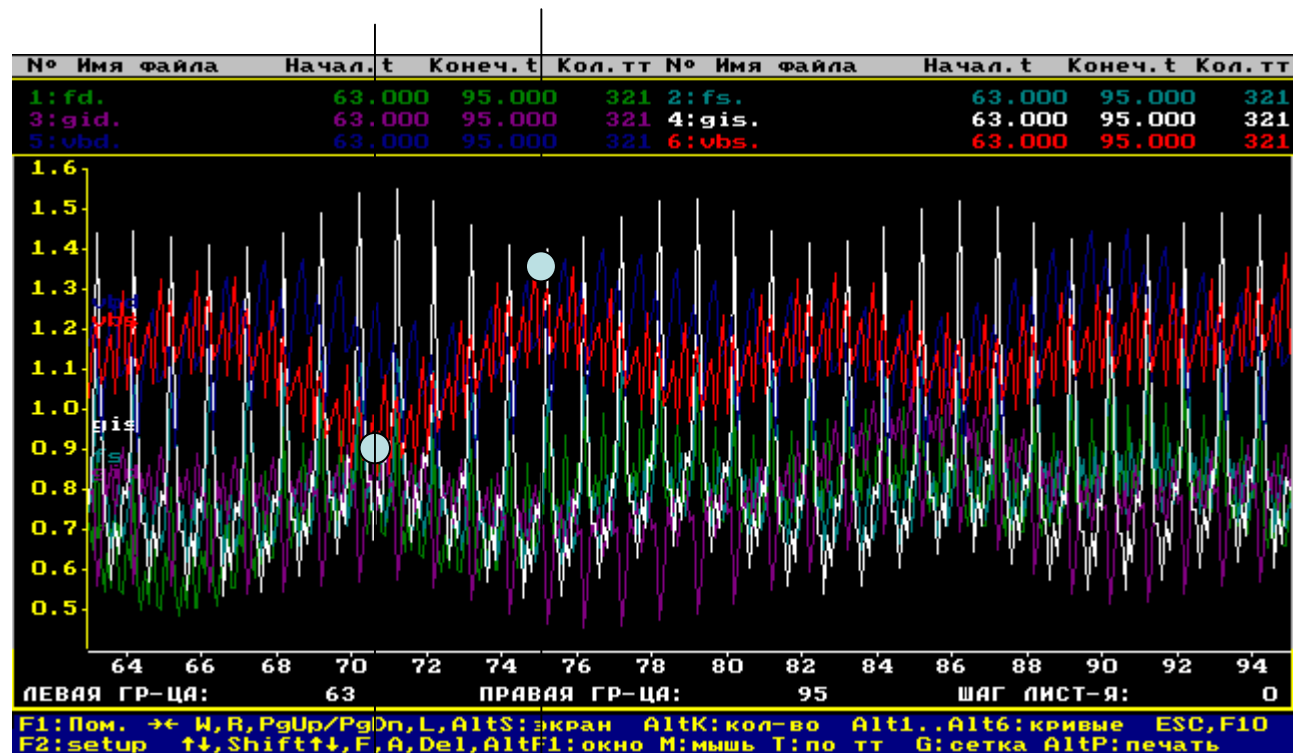 Nº Имя файла Начал.t Конеч.t Кол.тт Nº Имя файла Начал.t Конеч.t Кол.тт
1:fd. 63.000 95.000 321 2:fs. 63.000 95.000 321
3:gid. 63.000 95.000 321 4:gis. 63.000 95.000 321
5:vbd. 63.000 95.000 321 6:vbs. 63.000 95.000 321
1.6
1.5
1.4
1.3
vbd
1.2
vbs
1.1
1.0
gis
0.9
fs
0.8
0.7
0.6
0.5
64 66 68 70 72 74 76 78 80 82 84 86 88 90 92 94
ЛЕВАЯ ГР-ЦА: 63 ПРАВАЯ ГР-ЦА: 95 ШАГ ЛИСТ-Я: 0
F1:Пом. →← W,R,PgUp/PgDn,L,AltS:экран AltK:кол-во Alt1..Alt6:кривые ESC,F10
F2:setup ↑↓,Shift↑↓,F,A,Del,AltF1:окно M:мышь T:по тт G:сетка AltP:печать